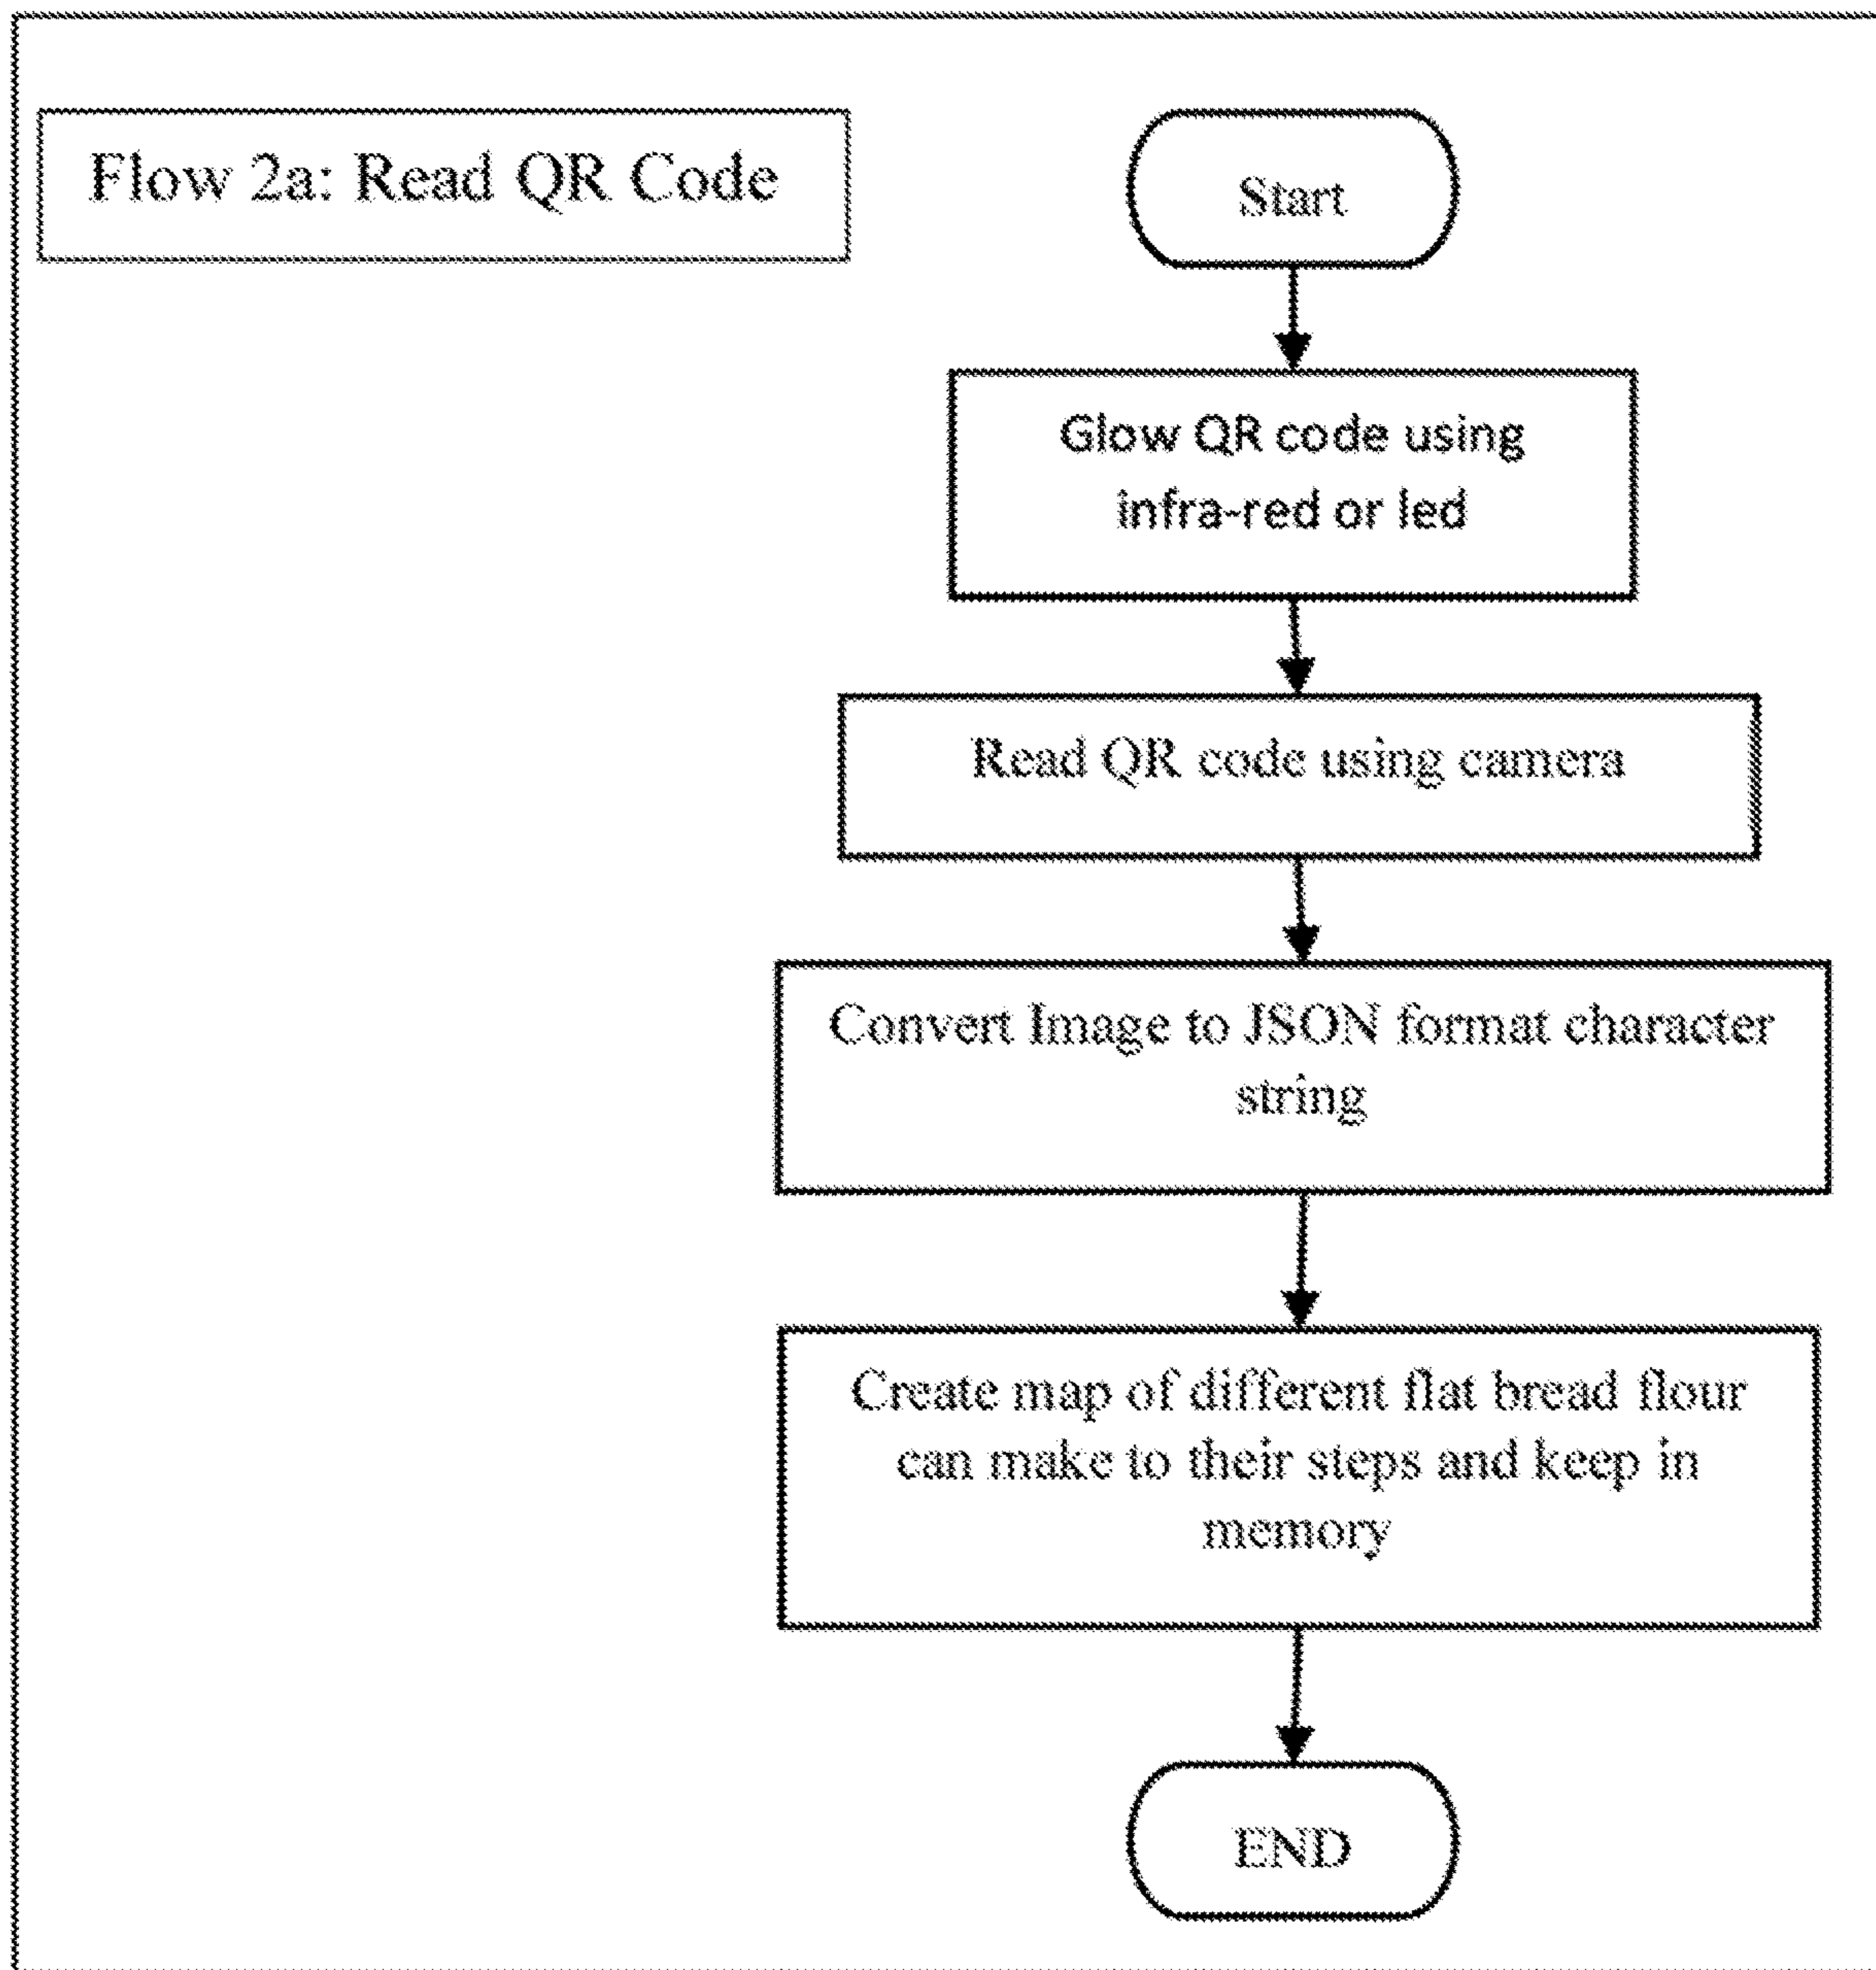 Flow 2a: Read QR Code
Start
Glow QR code using
infra-red or led
Read QR code using camera
Convert Image to JSON format character
string
Create map of different flat bread flour
can make to their steps and keep in
memory
END